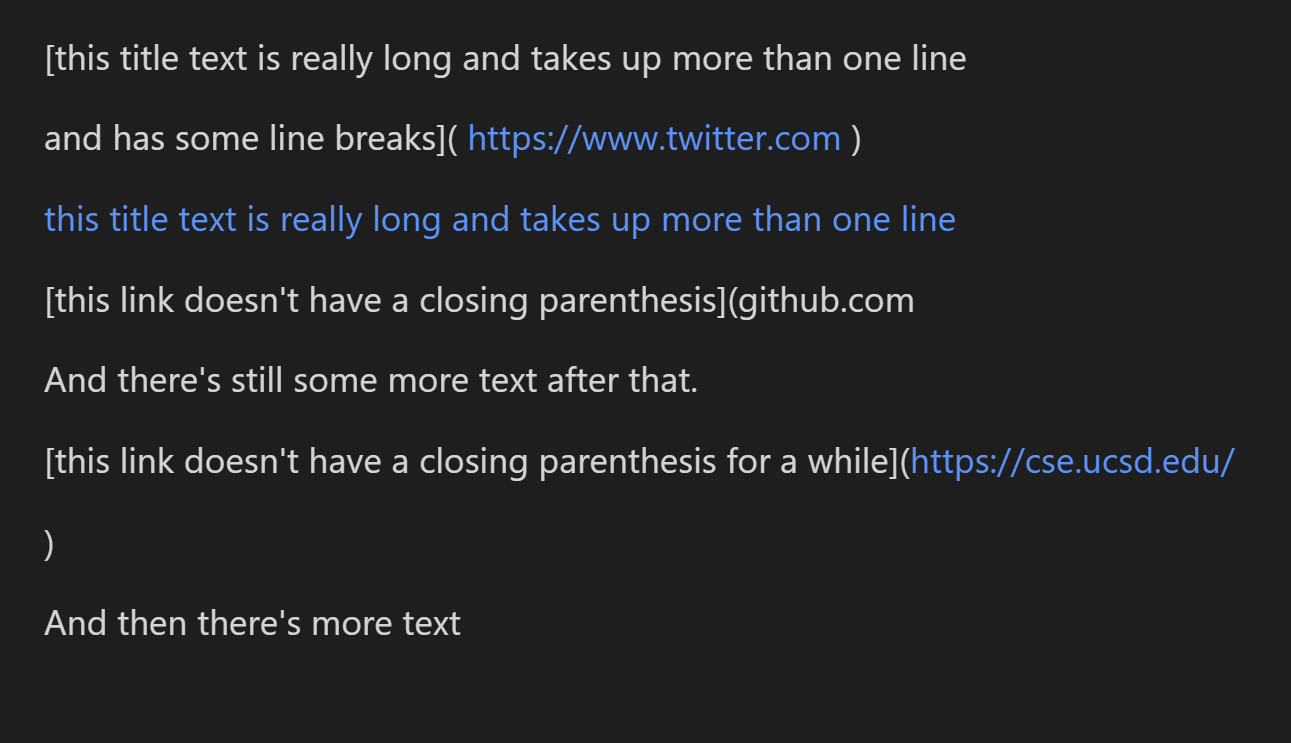 [this title text is really long and takes up more than one line
and has some line breaks]( https://www.twitter.com )
this title text is really long and takes up more than one line
[this link doesn't have a closing parenthesis](github.com
And there's still some more text after that.
[this link doesn't have a closing parenthesis for a while](https://cse.ucsd.edu/
)
And then there's more text